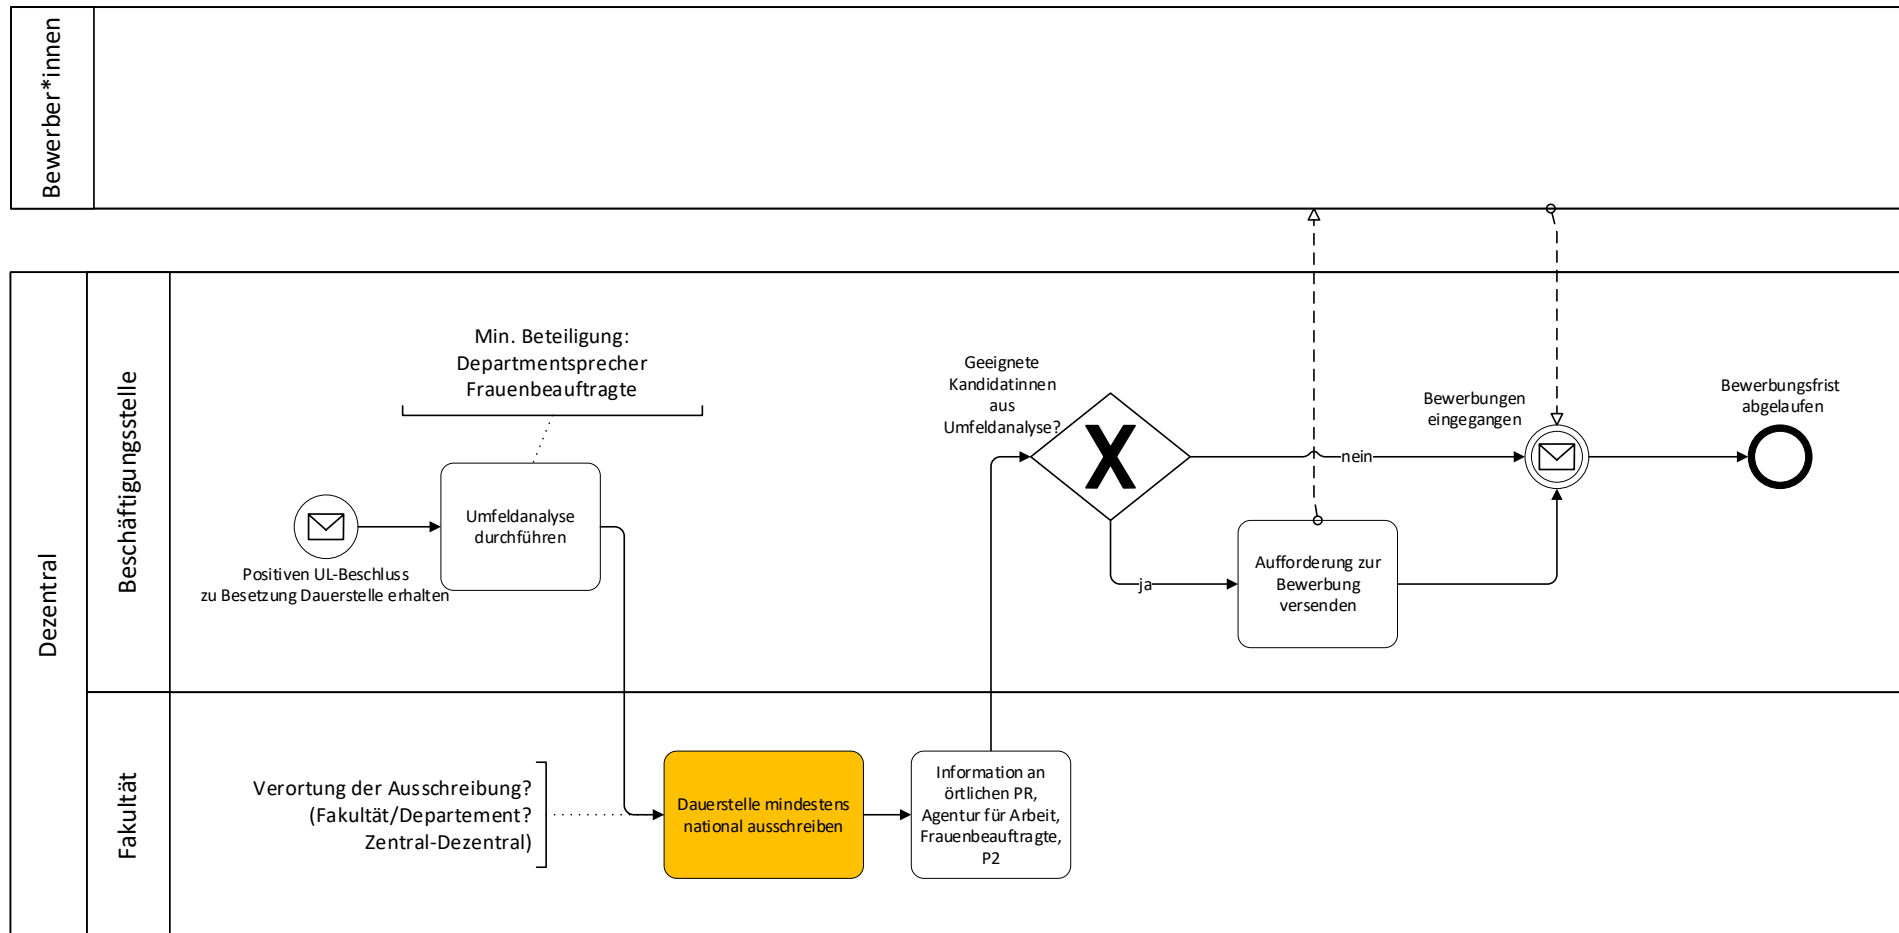 Bewerber*innen
Dezentral
Beschäftigungsstelle
Min. Beteiligung:
Departmentsprecher
Frauenbeauftragte
Positiven UL-Beschluss
zu Besetzung Dauerstelle erhalten
Umfeldanalyse
durchführen
Geeignete
Kandidatinnen
aus
Umfeldanalyse?
X
nein
ja
Aufforderung zur
Bewerbung
versenden
Bewerbungen
eingegangen
Bewerbungsfrist
abgelaufen
Fakultät
Verortung der Ausschreibung?
(Fakultät/Departement?
Zentral-Dezentral)
Dauerstelle mindestens
national ausschreiben
Information an
örtlichen PR,
Agentur für Arbeit,
Frauenbeauftragte,
P2